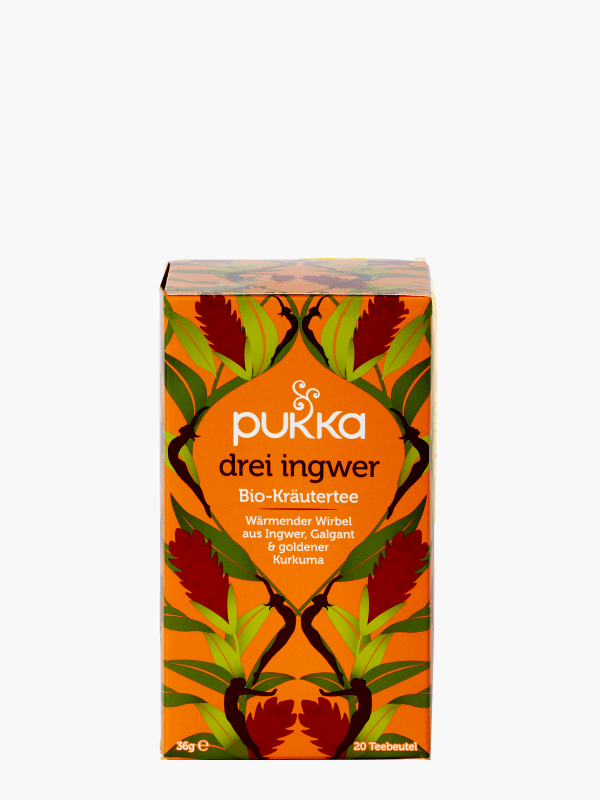 pukka
drei ingwer
Bio-Kräutertee
Wärmender Wirbel
aus Ingwer, Galgant
& goldener
Kurkuma
36g ℮
20 Teebeutel